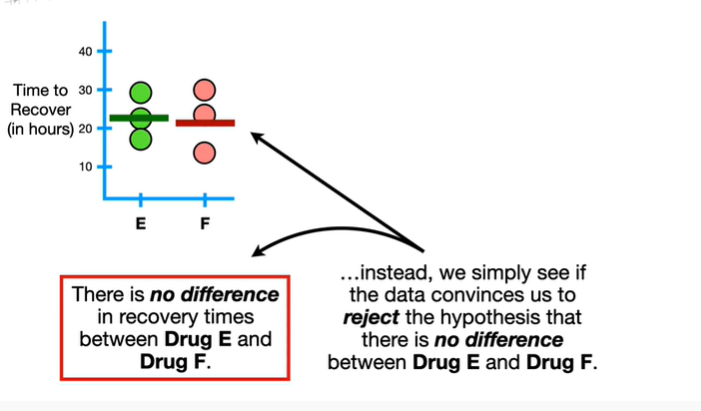 40
Time to 30
Recover
(in hours) 20
10
E F
There is no difference
in recovery times
between Drug E and
Drug F.
...instead, we simply see if
the data convinces us to
reject the hypothesis that
there is no difference
between Drug E and Drug F.